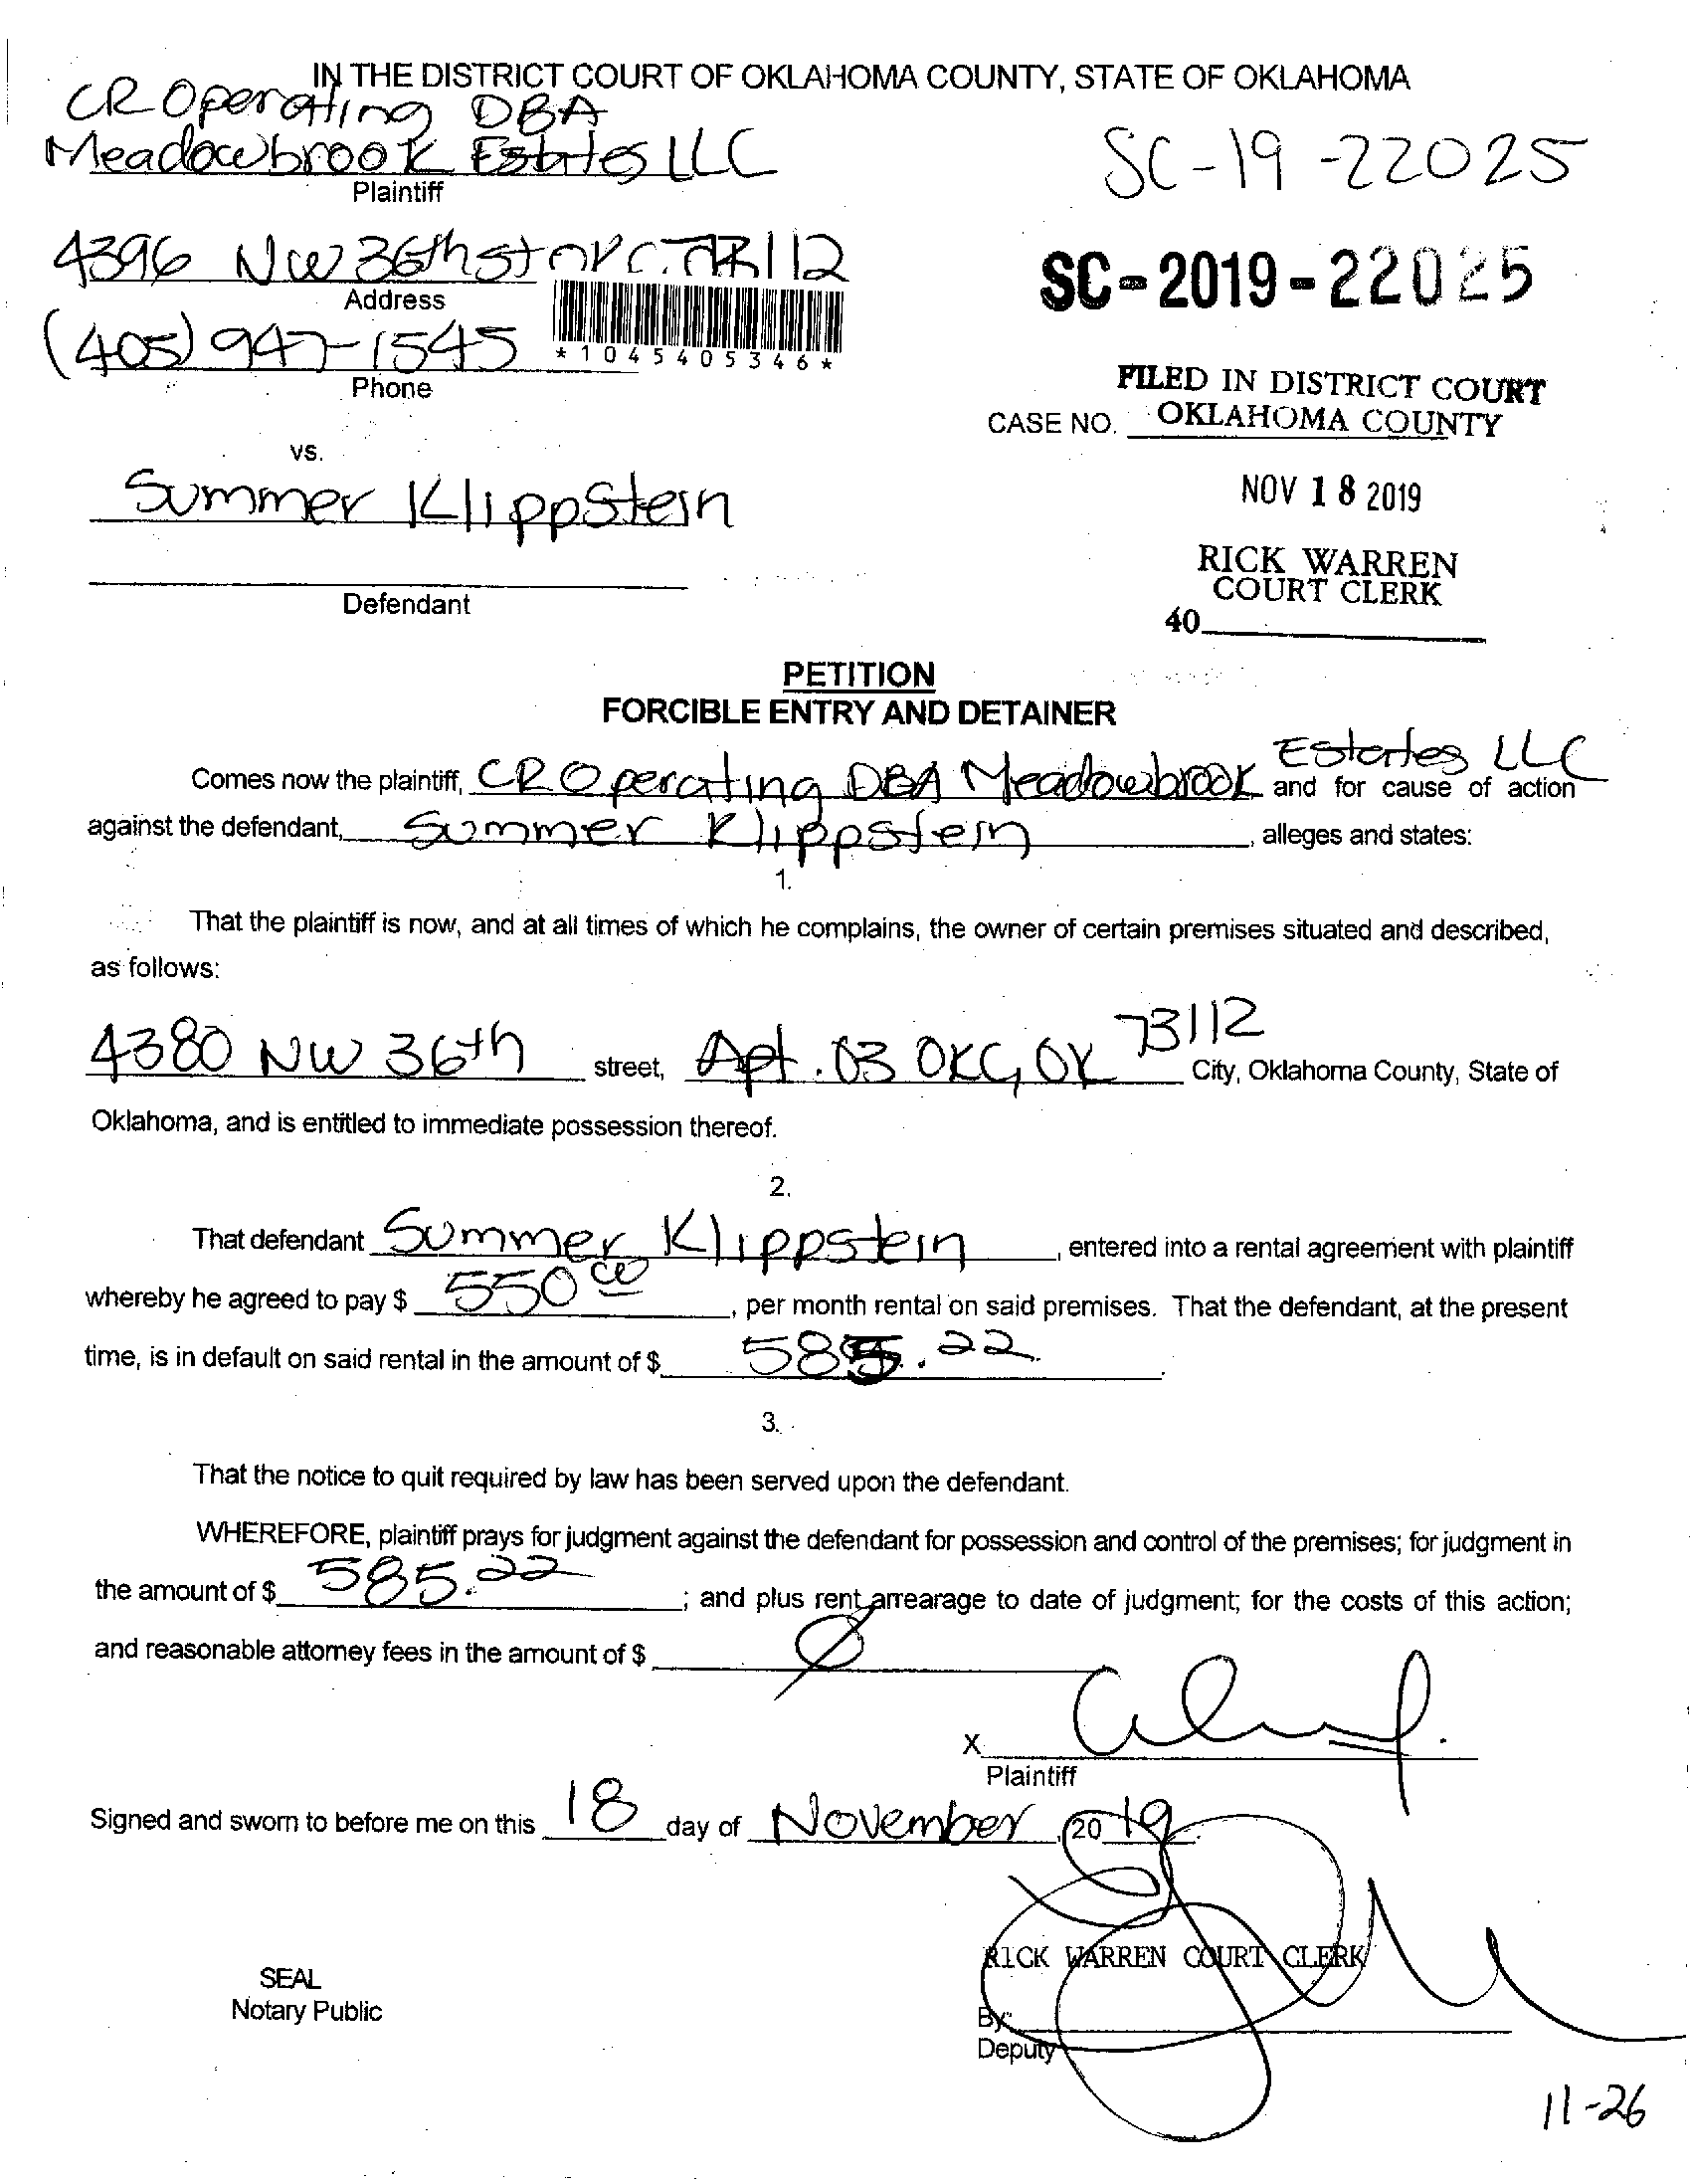 IN THE DISTRICT COURT OF OKLAHOMA COUNTY, STATE OF OKLAHOMA
CR Operating DBA
Meadowbrook Estates LLC
Plaintiff
SC-19-22025
4396 NW 36th st OKC. 73112
Address
SC-2019-22025
(405) 947-1545
*1045405346*
Phone
FILED IN DISTRICT COURT
CASE NO. OKLAHOMA COUNTY
vs.
NOV 18 2019
Summer Klippstein
RICK WARREN
COURT CLERK
Defendant
40
PETITION
FORCIBLE ENTRY AND DETAINER
Estates LLC
Comes now the plaintiff, CR Operating DBA Meadowbrook and for cause of action
against the defendant, Summer Klippstein, alleges and states:
1.
That the plaintiff is now, and at all times of which he complains, the owner of certain premises situated and described,
as follows:
4380 NW 36th street, Apt. 03 OKC, OK 73112 City, Oklahoma County, State of
Oklahoma, and is entitled to immediate possession thereof.
2.
That defendant Summer Klippstein, entered into a rental agreement with plaintiff
whereby he agreed to pay $ 550 00, per month rental on said premises. That the defendant, at the present
time, is in default on said rental in the amount of $ 585.22.
3.
That the notice to quit required by law has been served upon the defendant.
WHEREFORE, plaintiff prays for judgment against the defendant for possession and control of the premises; for judgment in
the amount of $ 585.22; and plus rent arrearage to date of judgment; for the costs of this action;
and reasonable attorney fees in the amount of $ Ø
X
Plaintiff
Signed and sworn to before me on this 18 day of November, 20 19.
RICK WARREN COURT CLERK
SEAL
Notary Public
By:
Deputy
11-26